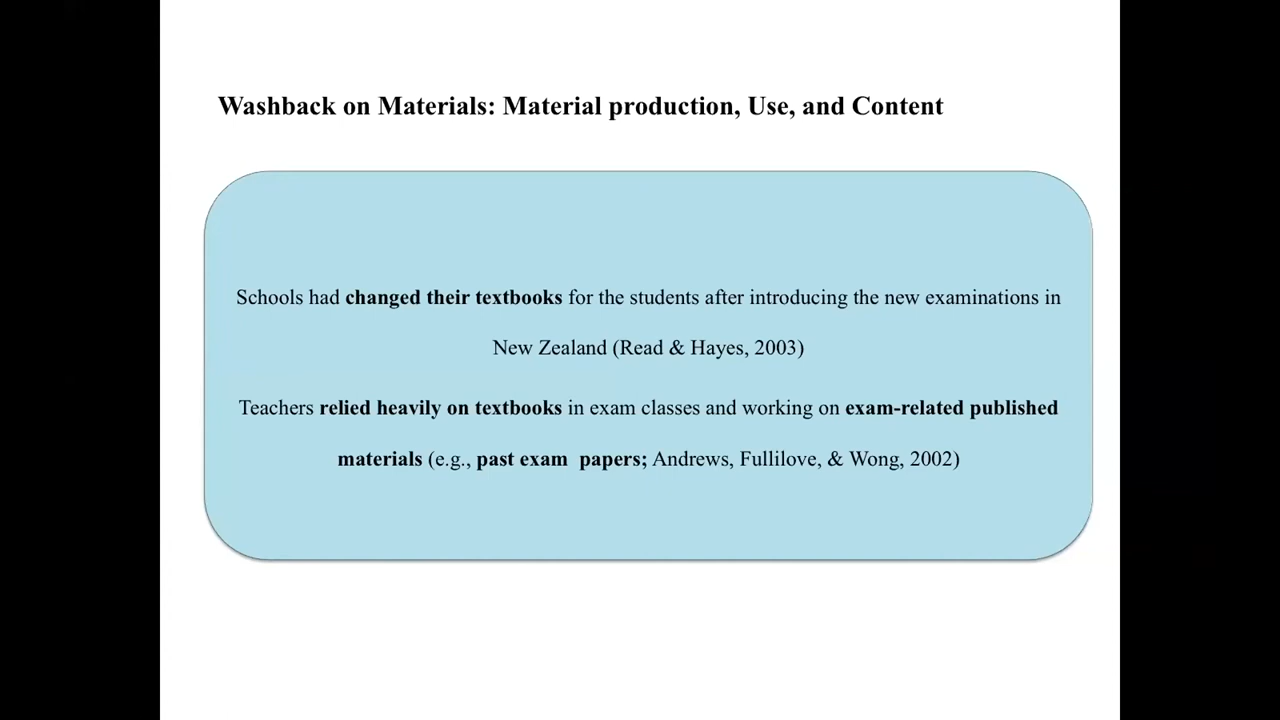 Washback on Materials: Material production, Use, and Content
Schools had changed their textbooks for the students after introducing the new examinations in
New Zealand (Read & Hayes, 2003)
Teachers relied heavily on textbooks in exam classes and working on exam-related published
materials (e.g., past exam  papers; Andrews, Fullilove, & Wong, 2002)